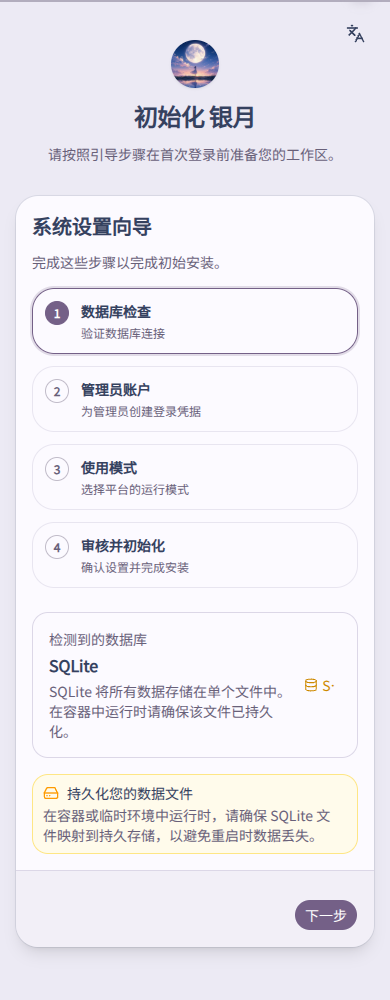 初始化 银月
请按照引导步骤在首次登录前准备您的工作区。
系统设置向导
完成这些步骤以完成初始安装。
1
数据库检查
验证数据库连接
2
管理员账户
为管理员创建登录凭据
3
使用模式
选择平台的运行模式
4
审核并初始化
确认设置并完成安装
检测到的数据库
SQLite
SQLite 将所有数据存储在单个文件中。
在容器中运行时请确保该文件已持久
化。
持久化您的数据文件
在容器或临时环境中运行时，请确保 SQLite 文
件映射到持久存储，以避免重启时数据丢失。
下一步